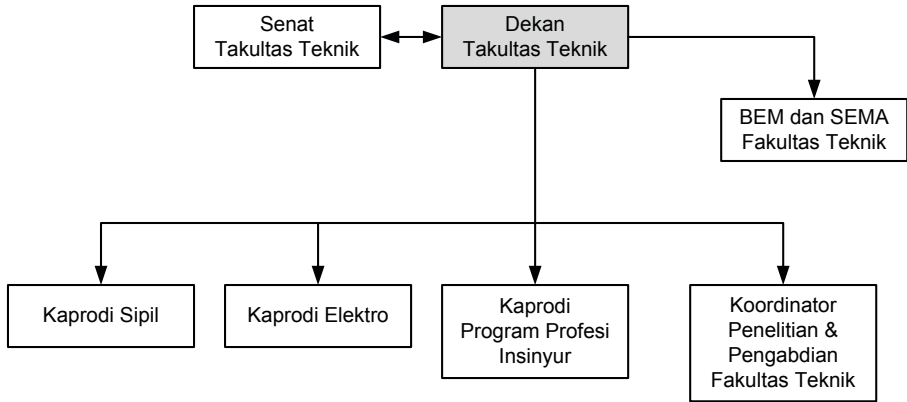 Senat
Takultas Teknik
Dekan
Takultas Teknik
BEM dan SEMA
Fakultas Teknik
Kaprodi Sipil
Kaprodi Elektro
Kaprodi
Program Profesi
Insinyur
Koordinator
Penelitian &
Pengabdian
Fakultas Teknik